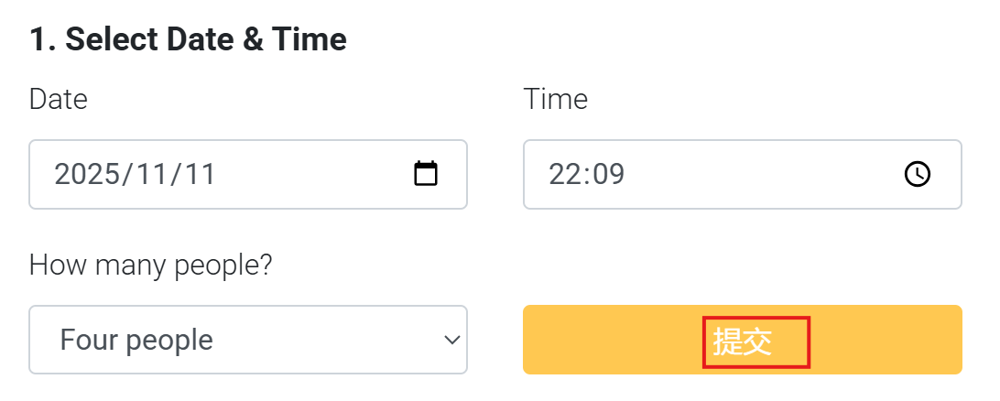 1. Select Date & Time
Date
Time
2025/11/11
22:09
How many people?
Four people
提交